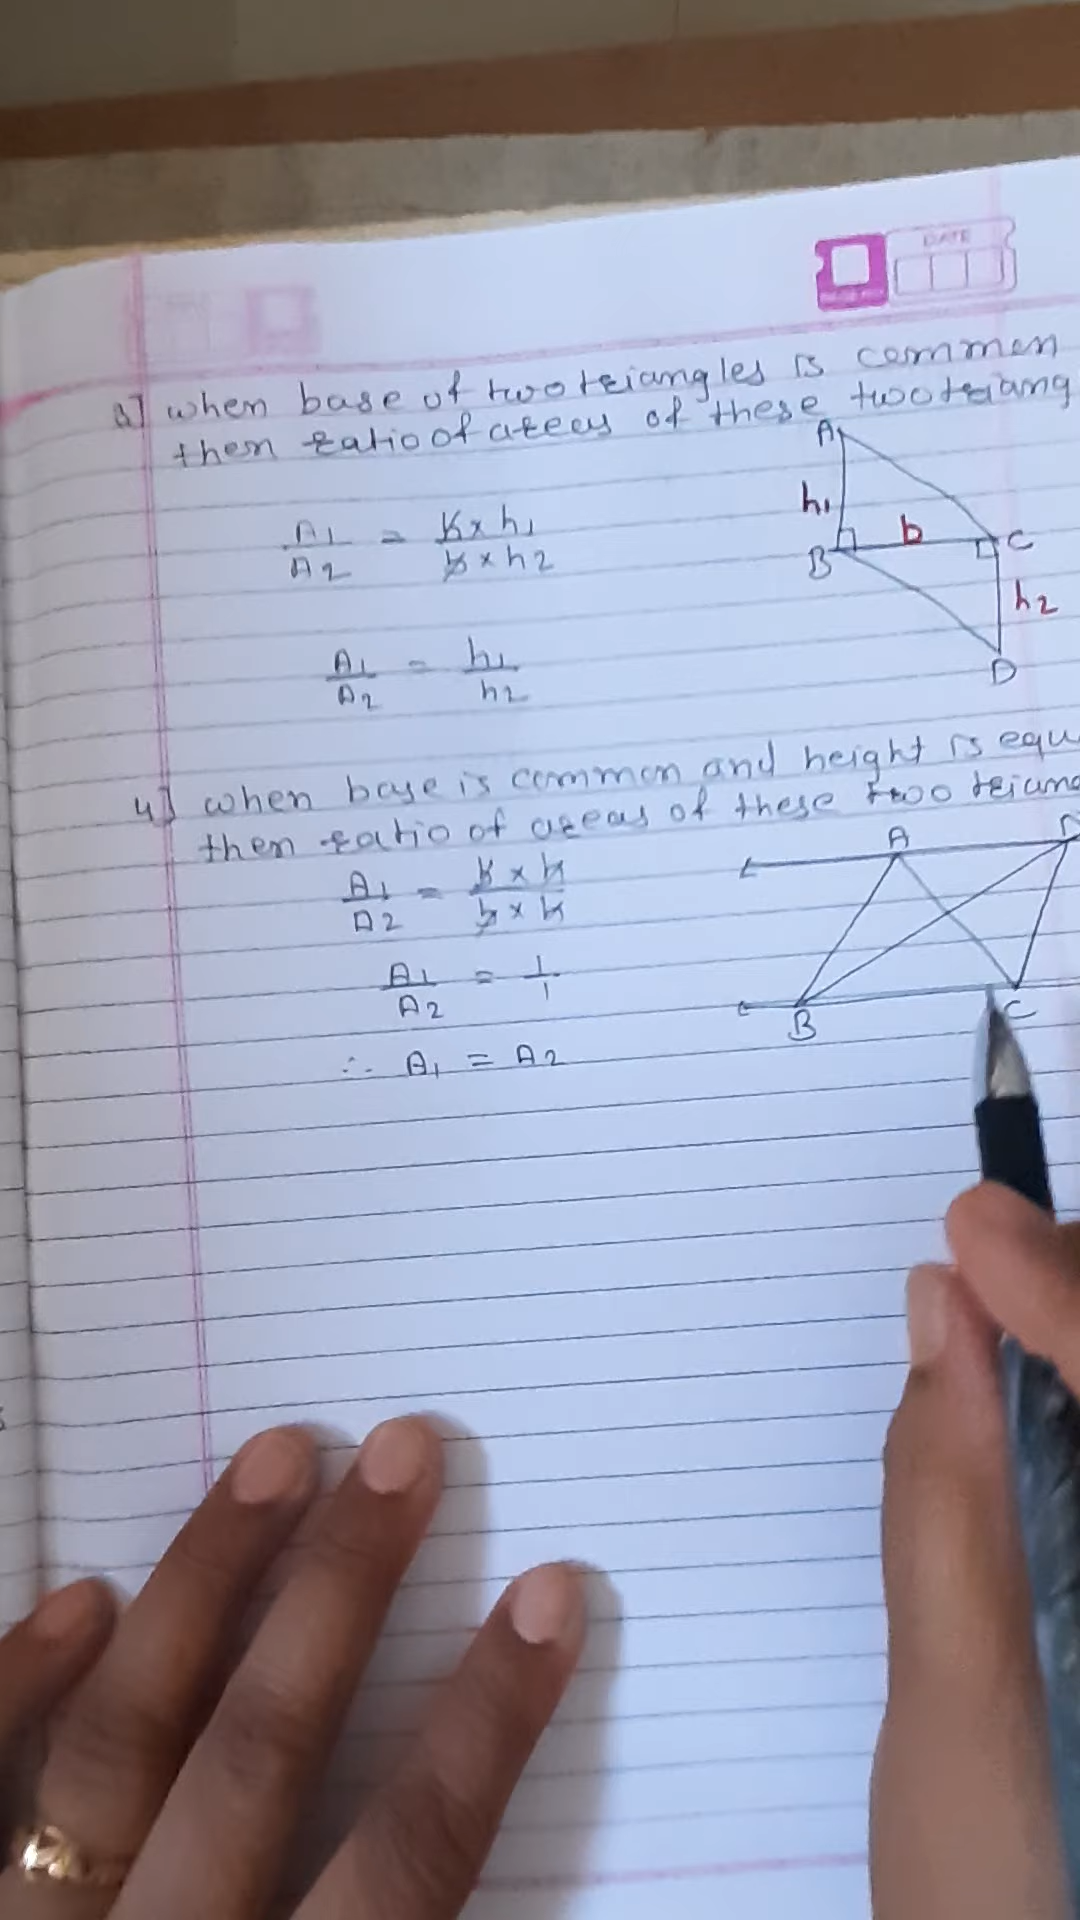 DATE
3] when base of two triangles is common
then ratio of areas of these two triang
A1/A2 = b x h1/b x h2
A
h1
b
B
C
h2
D
A1/A2 = h1/h2
4] when base is common and height is equ
then ratio of areas of these two triang
A
D
A1/A2 = b x h/b x h
A1/A2 = 1/1
B
C
∴ A1 = A2